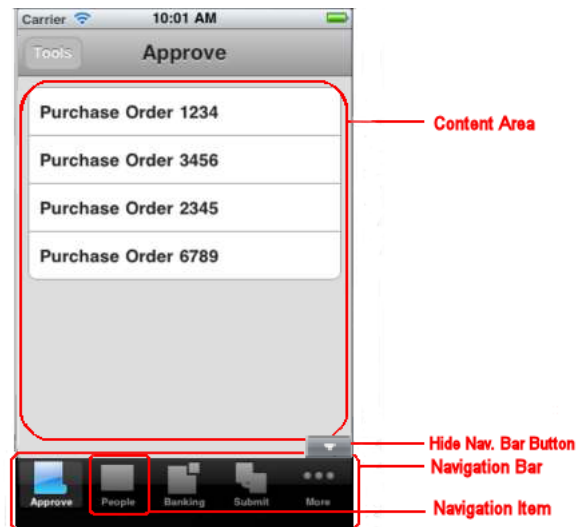 Carrier 10:01 AM
Tools Approve
Purchase Order 1234
Content Area
Purchase Order 3456
Purchase Order 2345
Purchase Order 6789
Hide Nav. Bar Button
Navigation Bar
Approve People Banking Submit More
Navigation Item